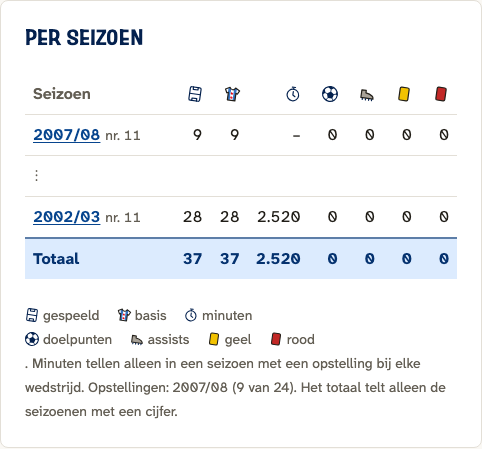 PER SEIZOEN
Seizoen
2007/08 nr. 11 9 9 – 0 0 0 0
⋮
2002/03 nr. 11 28 28 2.520 0 0 0 0
Totaal 37 37 2.520 0 0 0 0
gespeeld basis minuten
doelpunten assists geel rood
. Minuten tellen alleen in een seizoen met een opstelling bij elke
wedstrijd. Opstellingen: 2007/08 (9 van 24). Het totaal telt alleen de
seizoenen met een cijfer.